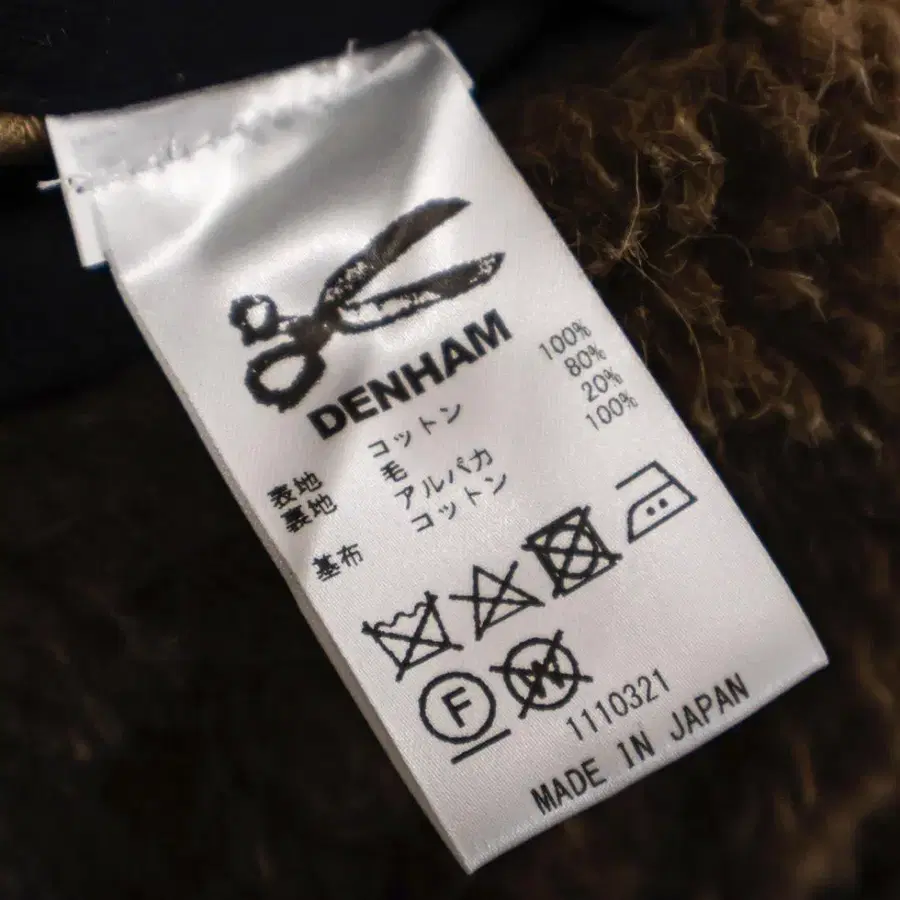 DENHAM
表地 コットン 100%
裏地 毛 80%
アルパカ 20%
基布 コットン 100%
F W
1110321
MADE IN JAPAN